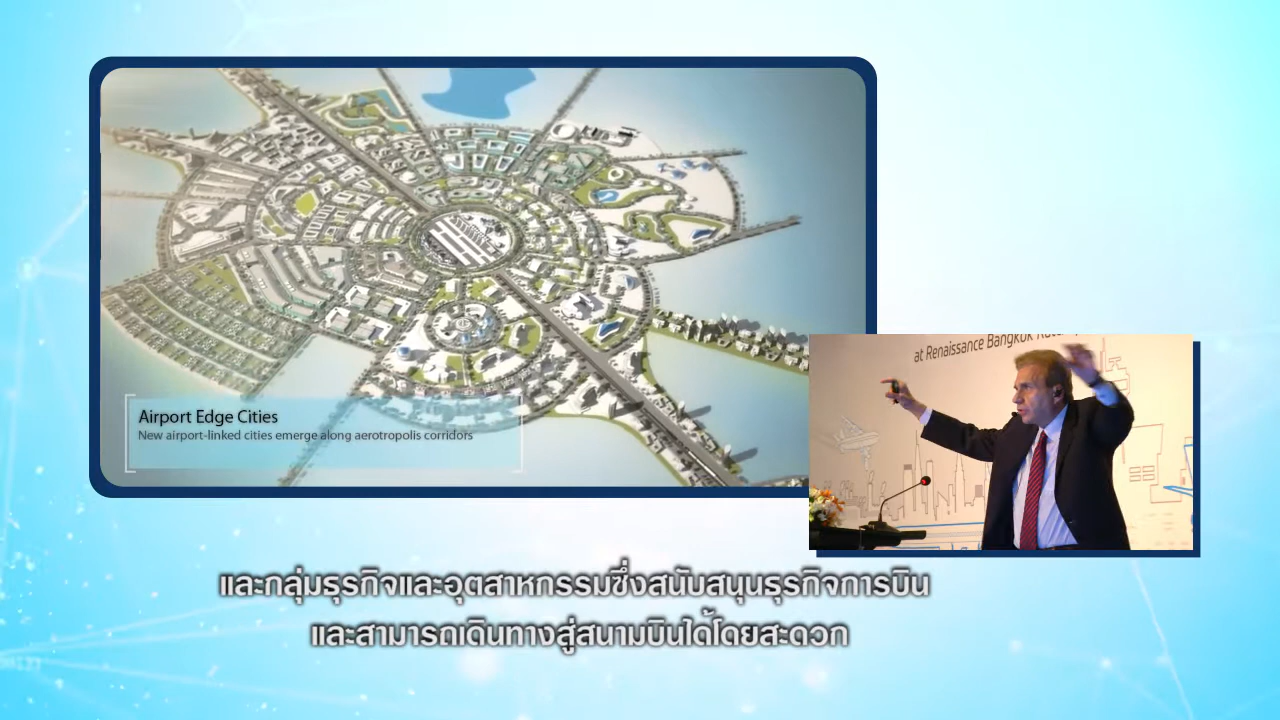 Airport Edge Cities
New airport-linked cities emerge along aerotropolis corridors
at Renaissance Bangkok
และกลุ่มธุรกิจและอุตสาหกรรมซึ่งสนับสนุนธุรกิจการบิน
และสามารถเดินทางสู่สนามบินได้โดยสะดวก